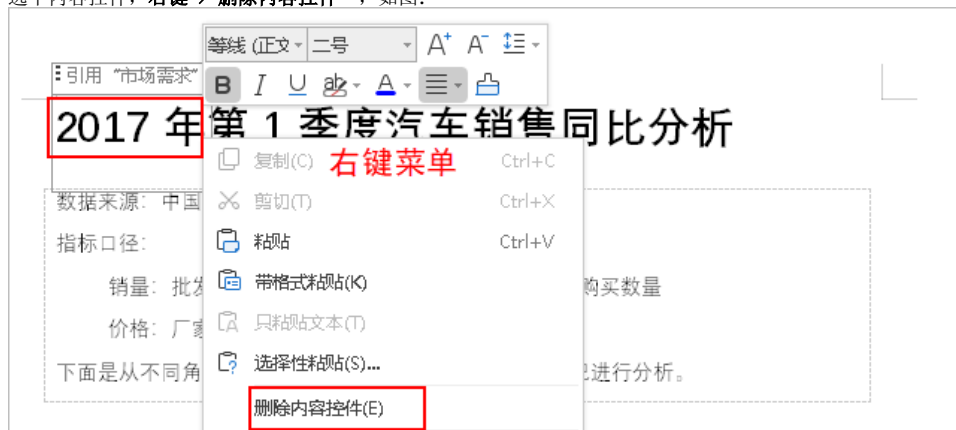 选中内容控件，右键 > 删除内容控件 ，如图：
等线 (正文 二号 A+ A-
引用 “市场需求” B I U ab A
2017 年第 1 季度汽车销售同比分析
复制(C) 右键菜单 Ctrl+C
数据来源: 中国 剪切(T) Ctrl+X
指标口径: 粘贴 Ctrl+V
销量: 批发 带格式粘贴(K) 购买数量
价格: 厂家 只粘贴文本(T)
下面是从不同角 选择性粘贴(S)... 进行分析。
删除内容控件(E)